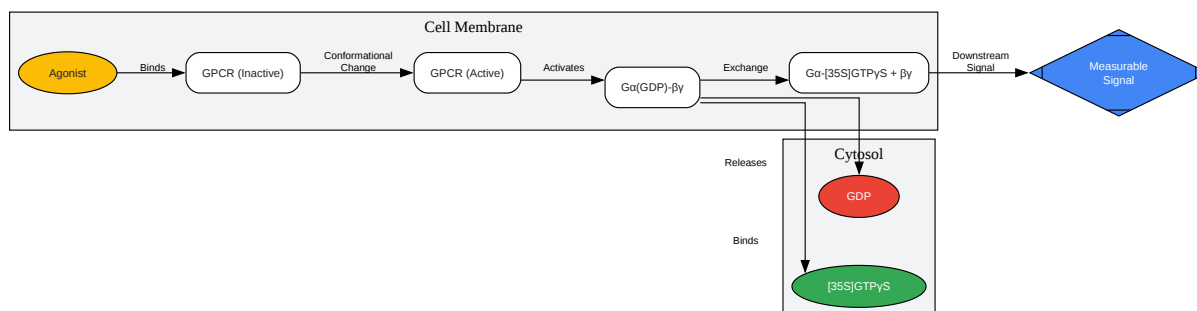 Cell Membrane
Agonist
Binds
GPCR (Inactive)
Conformational
Change
GPCR (Active)
Activates
Gα(GDP)-βγ
Exchange
Gα-[35S]GTPγS + βγ
Downstream
Signal
Measurable
Signal
Cytosol
Releases
GDP
Binds
[35S]GTPγS